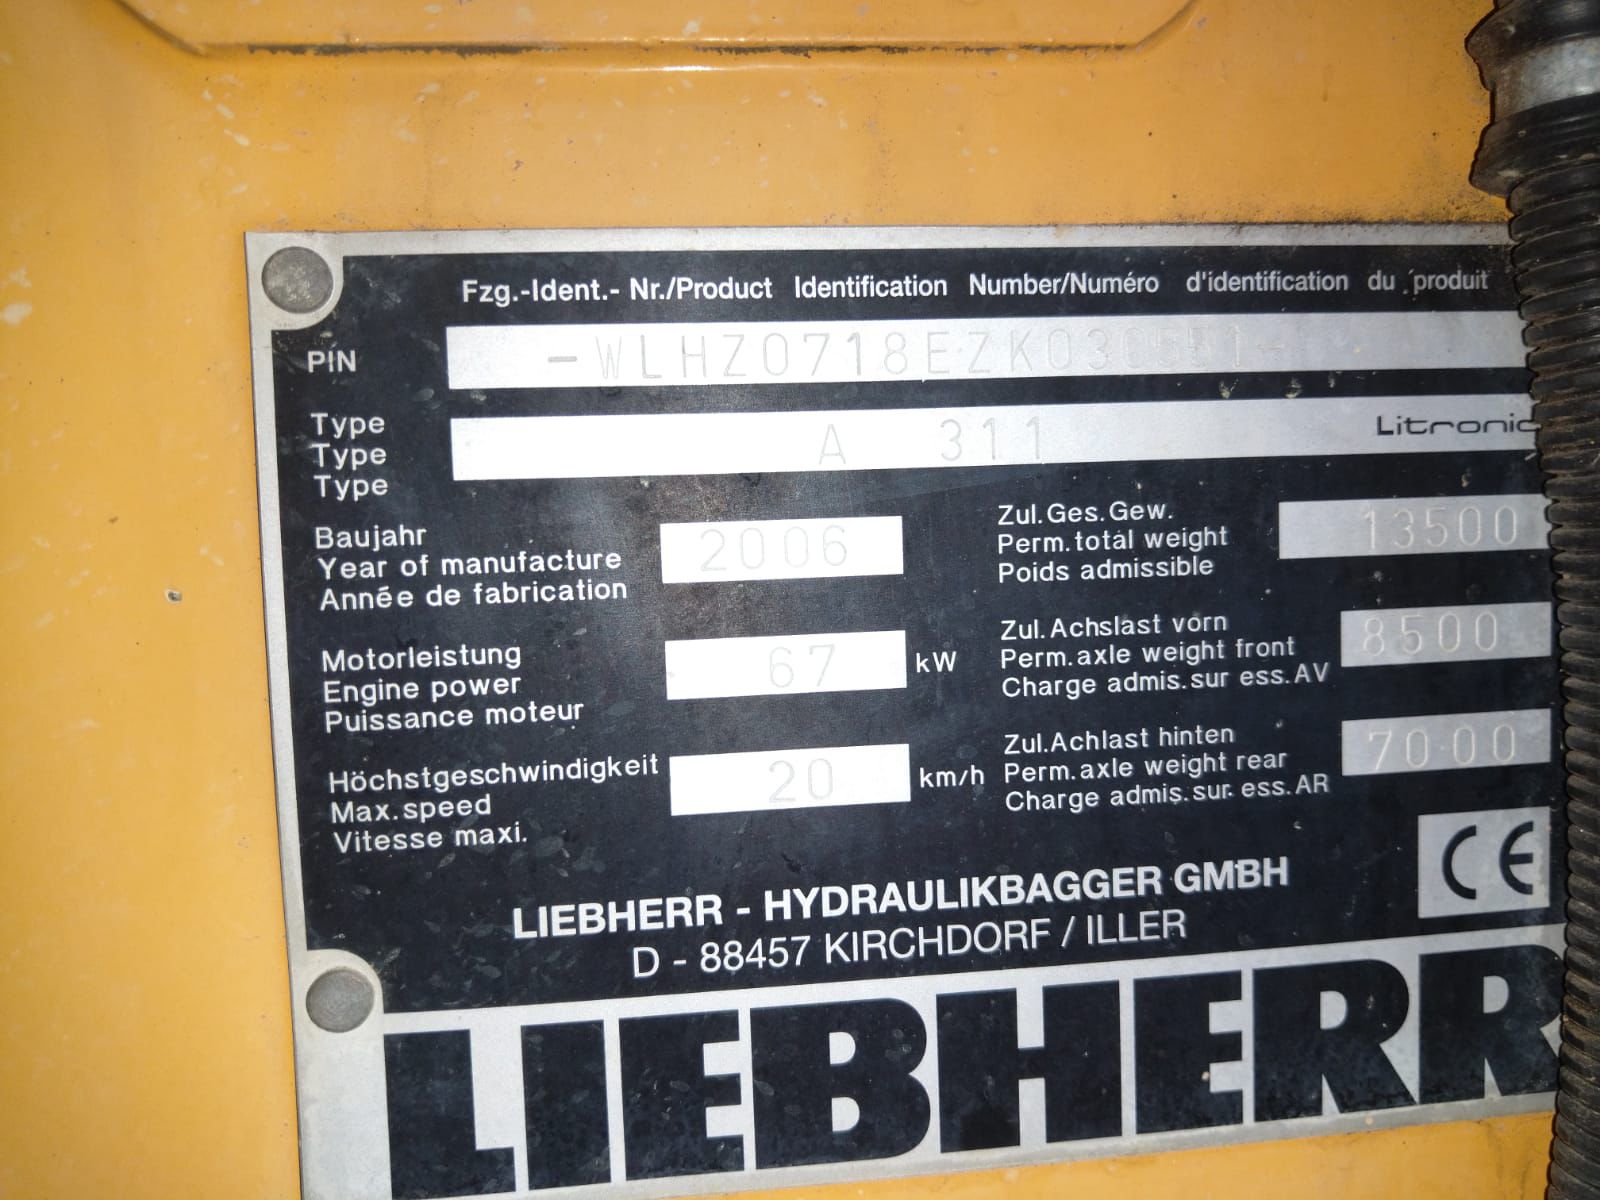 Fzg.-Ident.- Nr./Product Identification Number/Numéro d'identification du produit
PIN -WLHZ0718EZK030551-
Type
Type A 311 Litronic
Type
Baujahr
Year of manufacture 2006
Année de fabrication
Zul.Ges.Gew.
Perm.total weight 13500
Poids admissible
Motorleistung
Engine power 67 kW
Puissance moteur
Zul.Achslast vorn
Perm.axle weight front 8500
Charge admis.sur ess.AV
Höchstgeschwindigkeit
Max.speed 20 km/h
Vitesse maxi.
Zul.Achlast hinten
Perm.axle weight rear 7000
Charge admis.sur ess.AR
CE
LIEBHERR - HYDRAULIKBAGGER GMBH
D - 88457 KIRCHDORF / ILLER
LIEBHERR